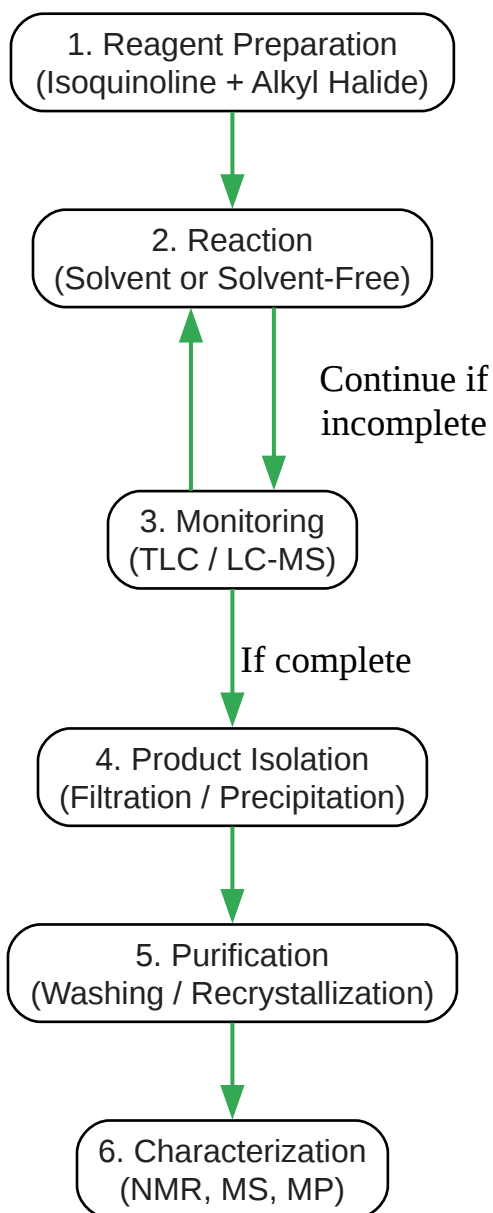 1. Reagent Preparation
(Isoquinoline + Alkyl Halide)
2. Reaction
(Solvent or Solvent-Free)
Continue if
incomplete
3. Monitoring
(TLC / LC-MS)
If complete
4. Product Isolation
(Filtration / Precipitation)
5. Purification
(Washing / Recrystallization)
6. Characterization
(NMR, MS, MP)